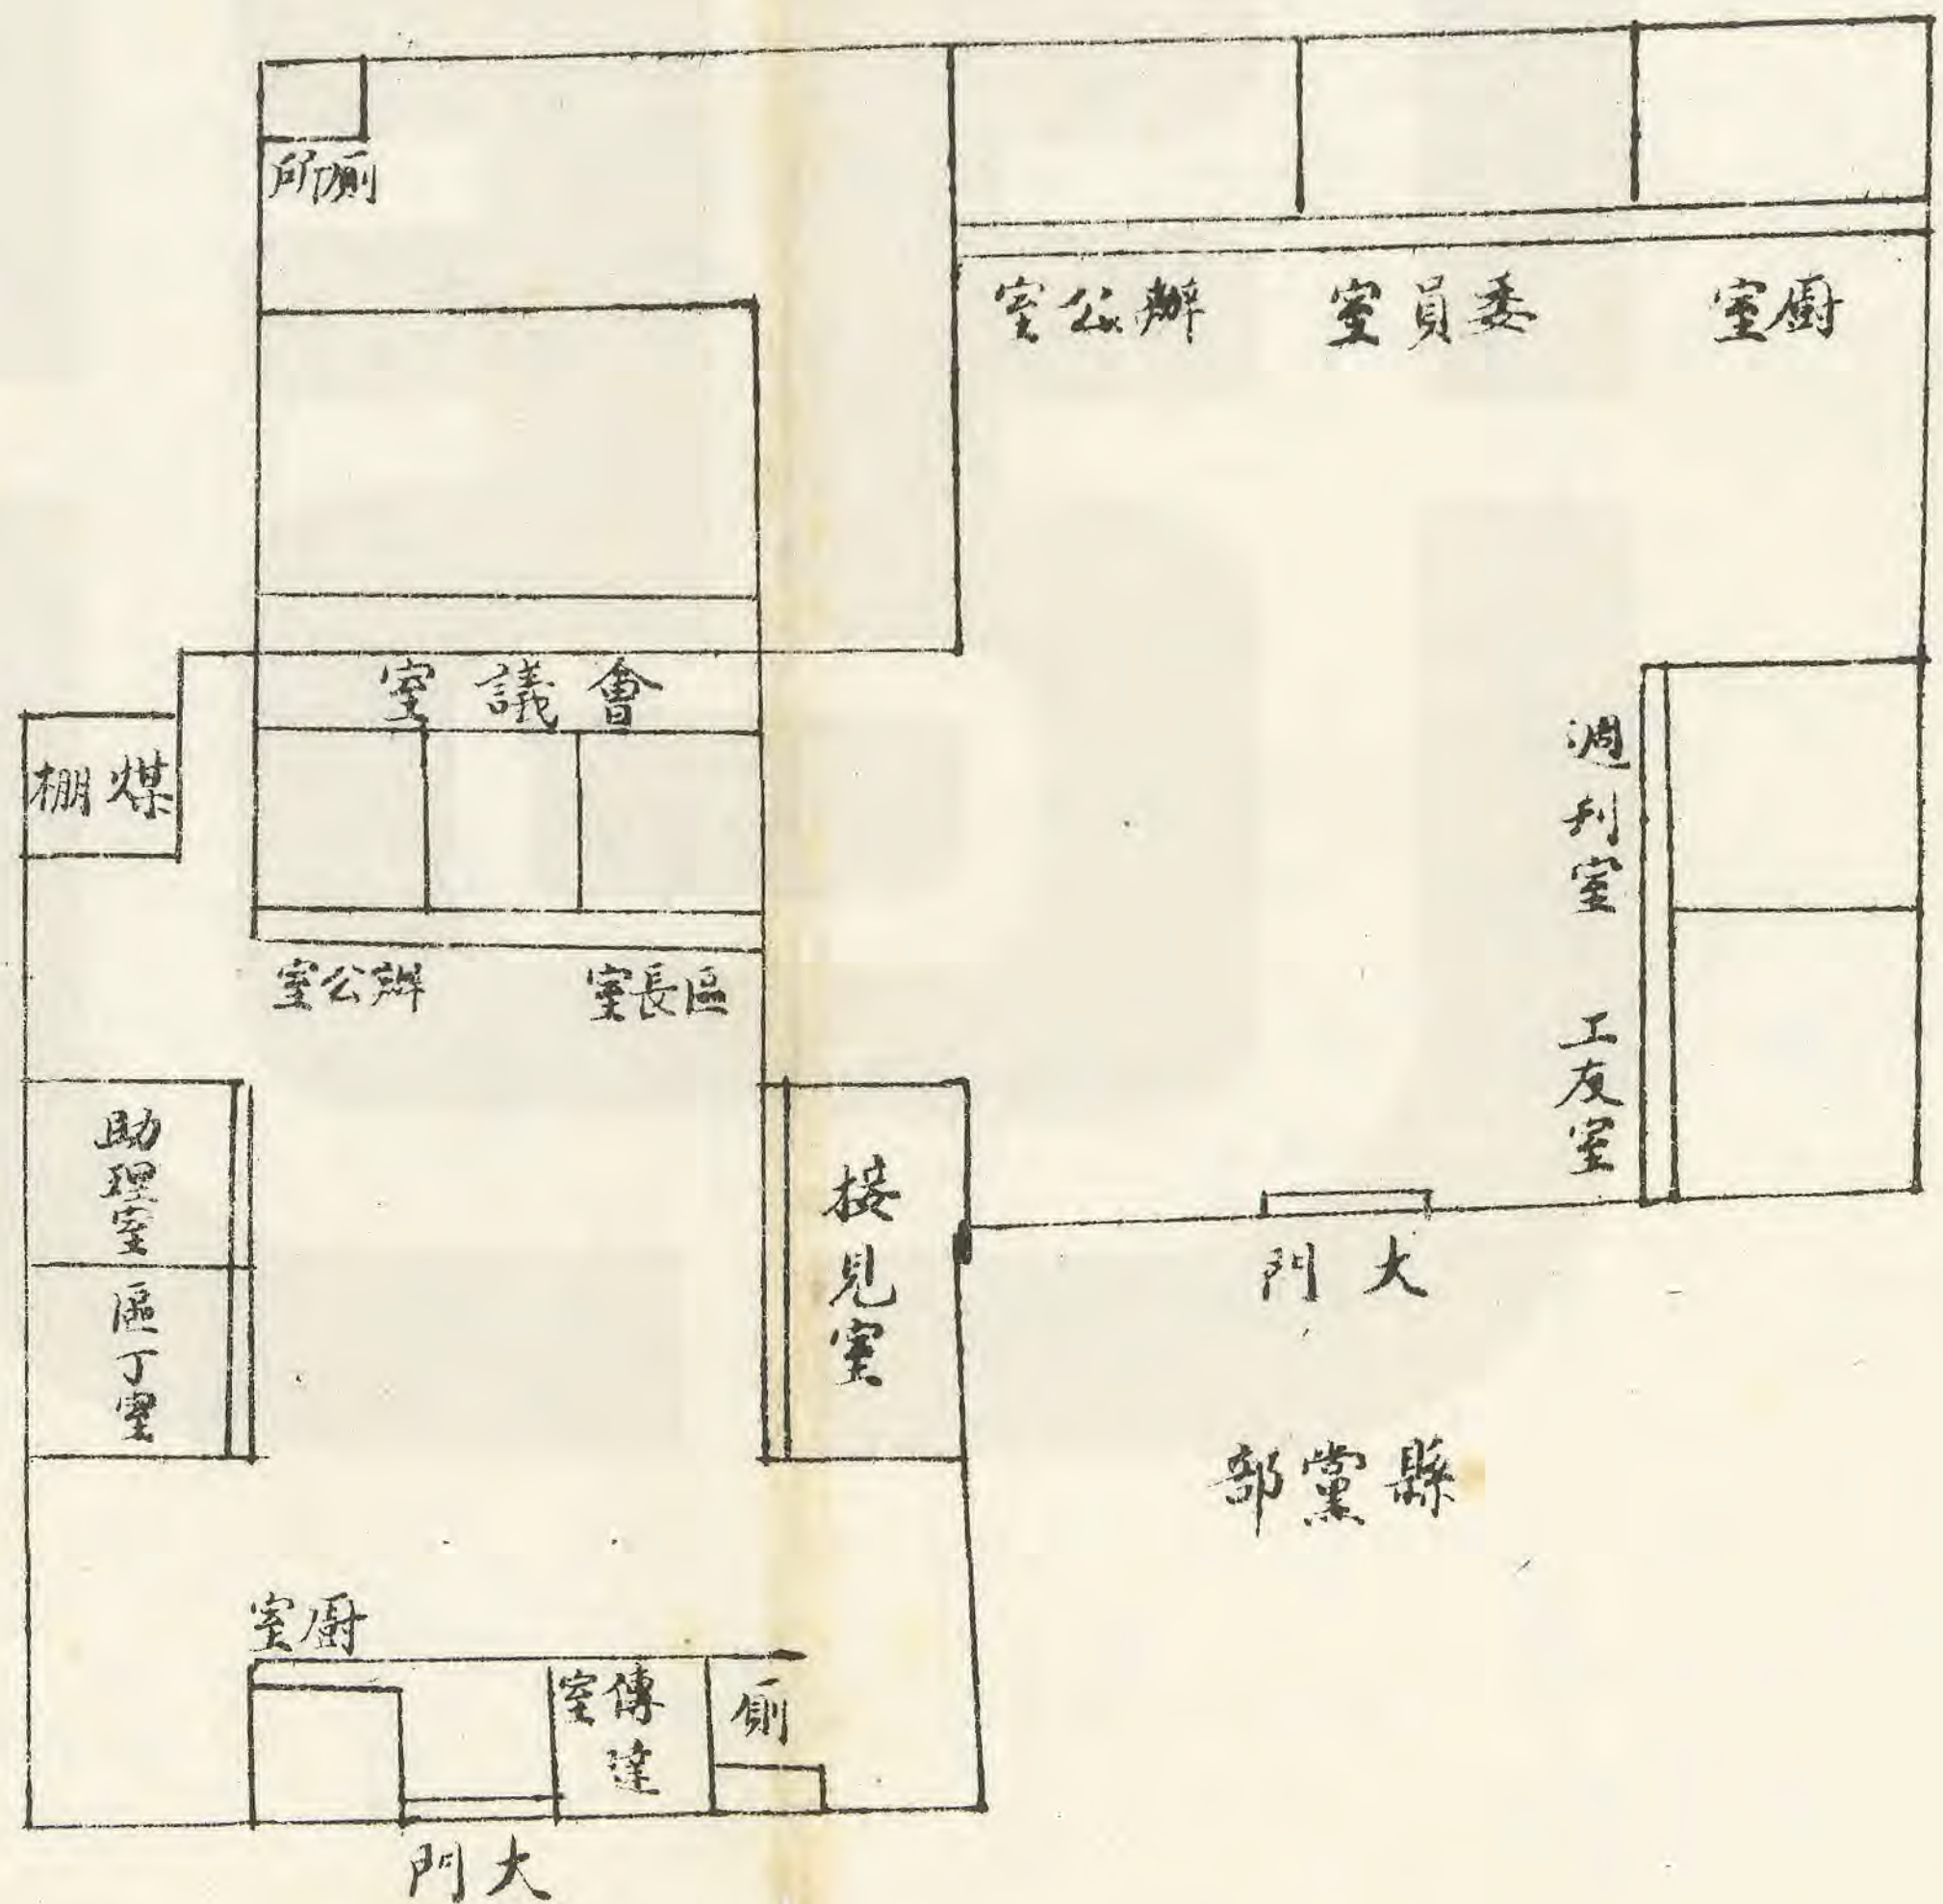 廁所
廚室
委員室
辦公室
會議室
煤棚
週刊室
區長室
辦公室
工友室
助理室
接見室
區丁室
大門
縣黨部
廚室
傳達室
廁
大門